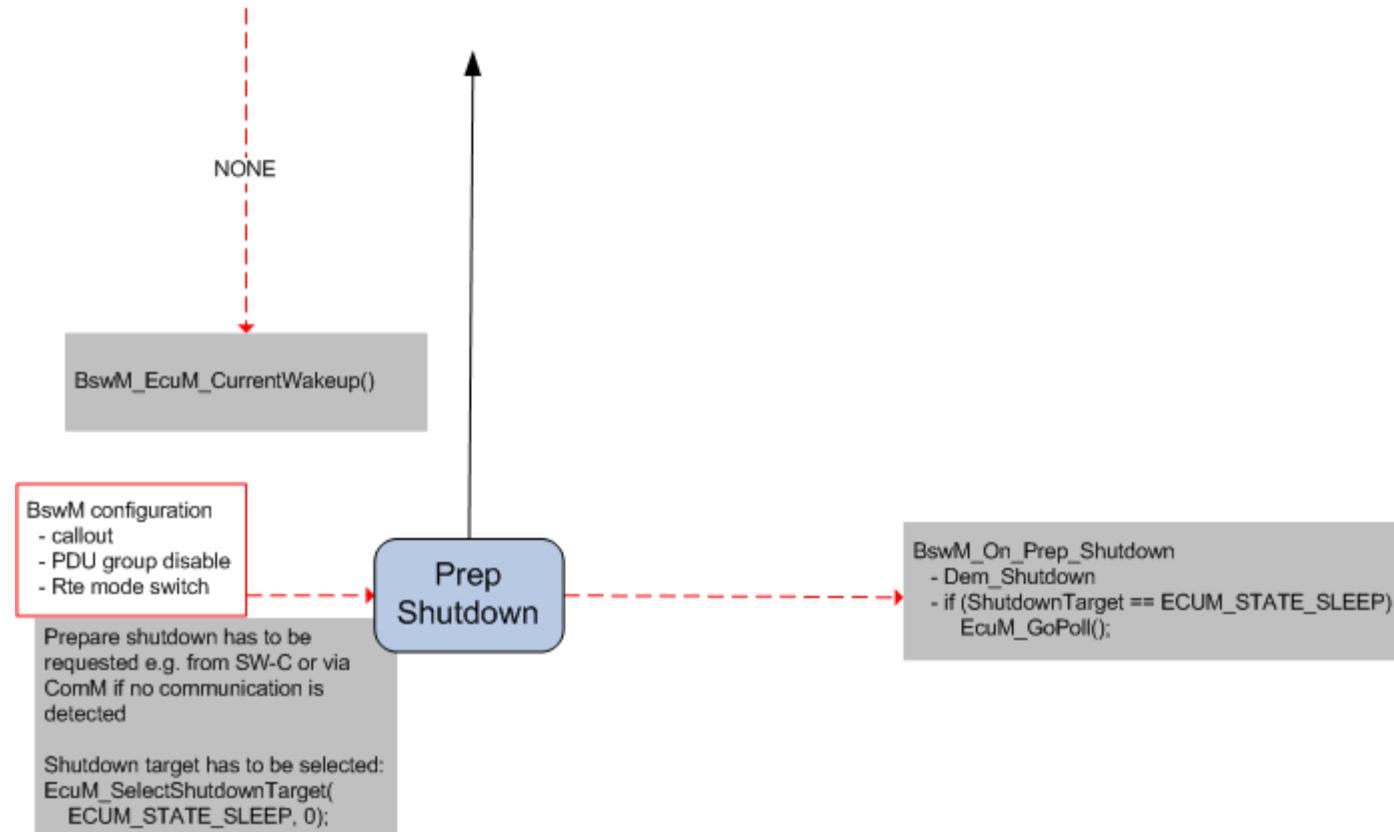 NONE
BswM_EcuM_CurrentWakeup()
BswM configuration
- callout
- PDU group disable
- Rte mode switch
Prep
Shutdown
BswM_On_Prep_Shutdown
- Dem_Shutdown
- if (ShutdownTarget == ECUM_STATE_SLEEP)
EcuM_GoPoll();
Prepare shutdown has to be
requested e.g. from SW-C or via
ComM if no communication is
detected
Shutdown target has to be selected:
EcuM_SelectShutdownTarget(
ECUM_STATE_SLEEP, 0);